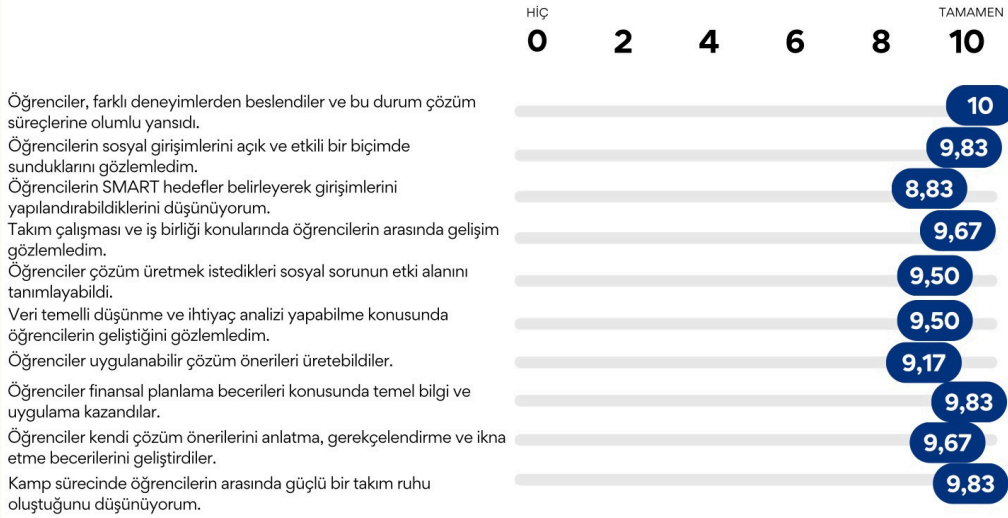 HİÇ TAMAMEN
0 2 4 6 8 10
Öğrenciler, farklı deneyimlerden beslendiler ve bu durum çözüm
süreçlerine olumlu yansıdı.
10
Öğrencilerin sosyal girişimlerini açık ve etkili bir biçimde
sunduklarını gözlemledim.
9,83
Öğrencilerin SMART hedefler belirleyerek girişimlerini
yapılandırabildiklerini düşünüyorum.
8,83
Takım çalışması ve iş birliği konularında öğrencilerin arasında gelişim
gözlemledim.
9,67
Öğrenciler çözüm üretmek istedikleri sosyal sorunun etki alanını
tanımlayabildi.
9,50
Veri temelli düşünme ve ihtiyaç analizi yapabilme konusunda
öğrencilerin geliştiğini gözlemledim.
9,50
Öğrenciler uygulanabilir çözüm önerileri üretebildiler.
9,17
Öğrenciler finansal planlama becerileri konusunda temel bilgi ve
uygulama kazandılar.
9,83
Öğrenciler kendi çözüm önerilerini anlatma, gerekçelendirme ve ikna
etme becerilerini geliştirdiler.
9,67
Kamp sürecinde öğrencilerin arasında güçlü bir takım ruhu
oluştuğunu düşünüyorum.
9,83